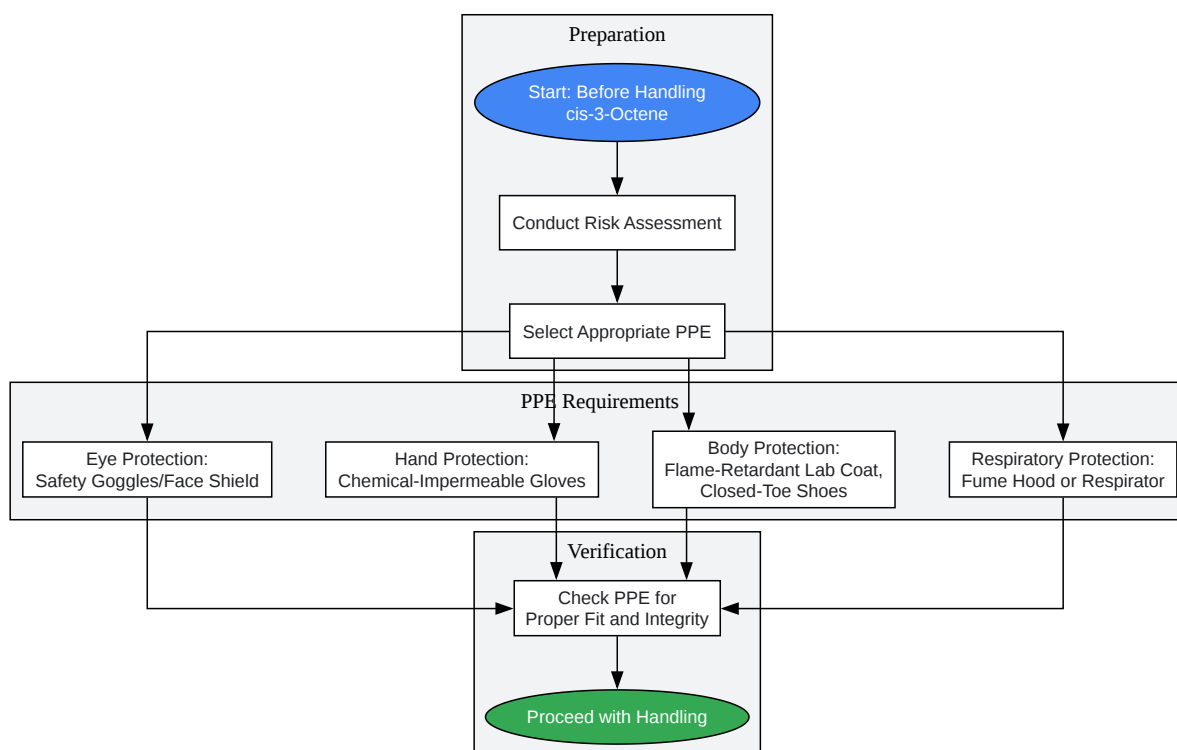 Preparation
Start: Before Handling
cis-3-Octene
Conduct Risk Assessment
Select Appropriate PPE
PPE Requirements
Eye Protection:
Safety Goggles/Face Shield
Hand Protection:
Chemical-Impermeable Gloves
Body Protection:
Flame-Retardant Lab Coat,
Closed-Toe Shoes
Respiratory Protection:
Fume Hood or Respirator
Verification
Check PPE for
Proper Fit and Integrity
Proceed with Handling